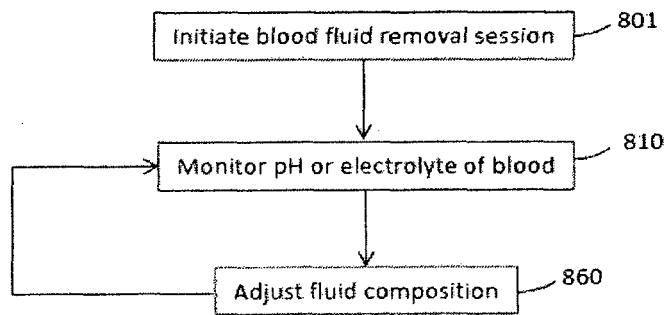 Initiate blood fluid removal session
801
Monitor pH or electrolyte of blood
810
Adjust fluid composition
860